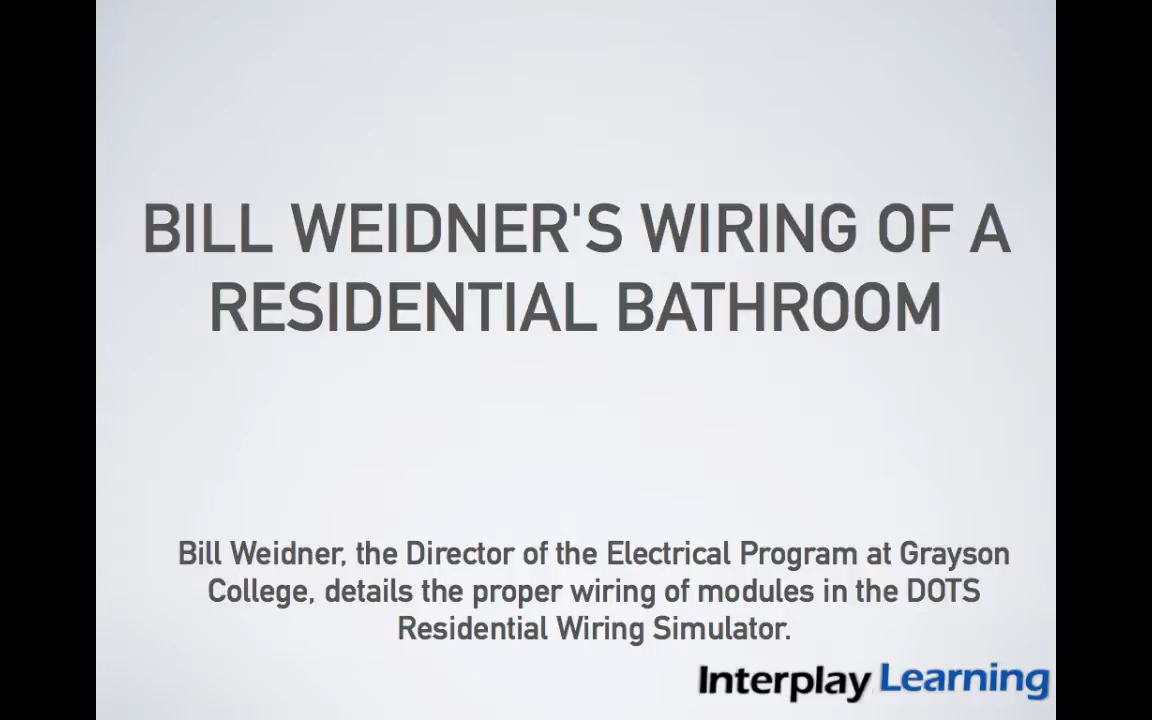 BILL WEIDNER'S WIRING OF A
RESIDENTIAL BATHROOM
Bill Weidner, the Director of the Electrical Program at Grayson
College, details the proper wiring of modules in the DOTS
Residential Wiring Simulator.
Interplay Learning